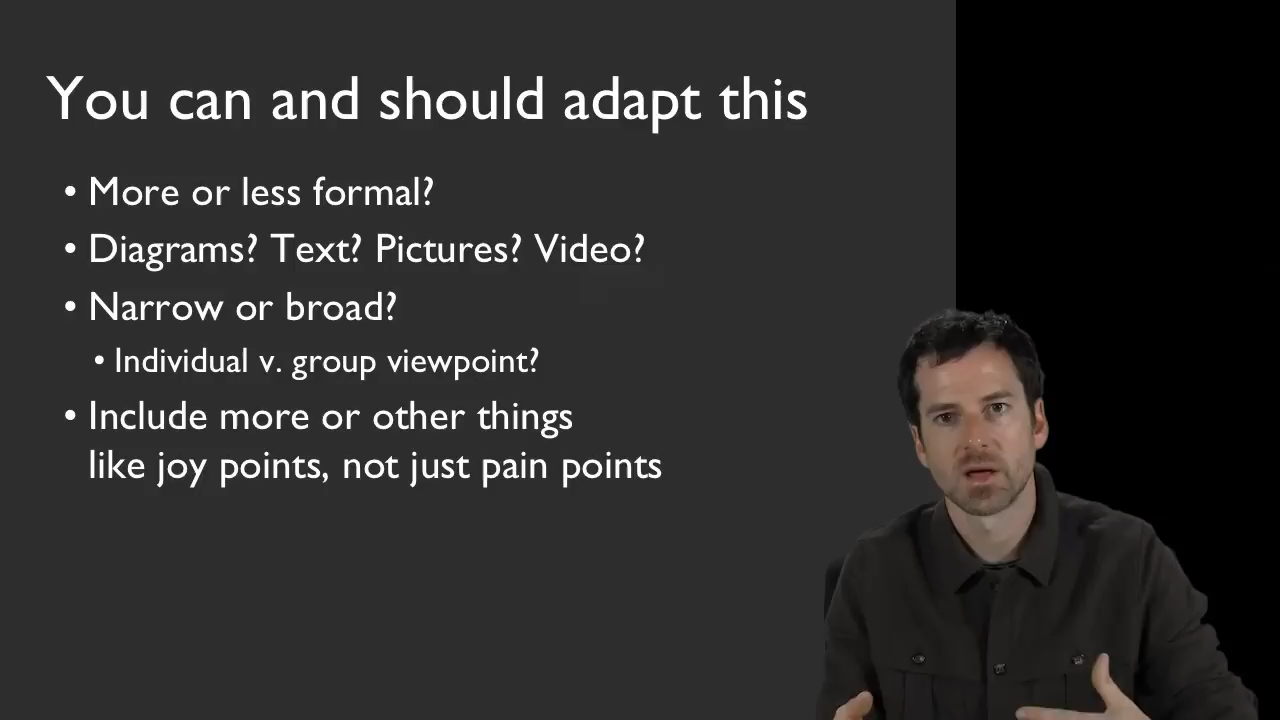 You can and should adapt this
• More or less formal?
• Diagrams? Text? Pictures? Video?
• Narrow or broad?
• Individual v. group viewpoint?
• Include more or other things
like joy points, not just pain points